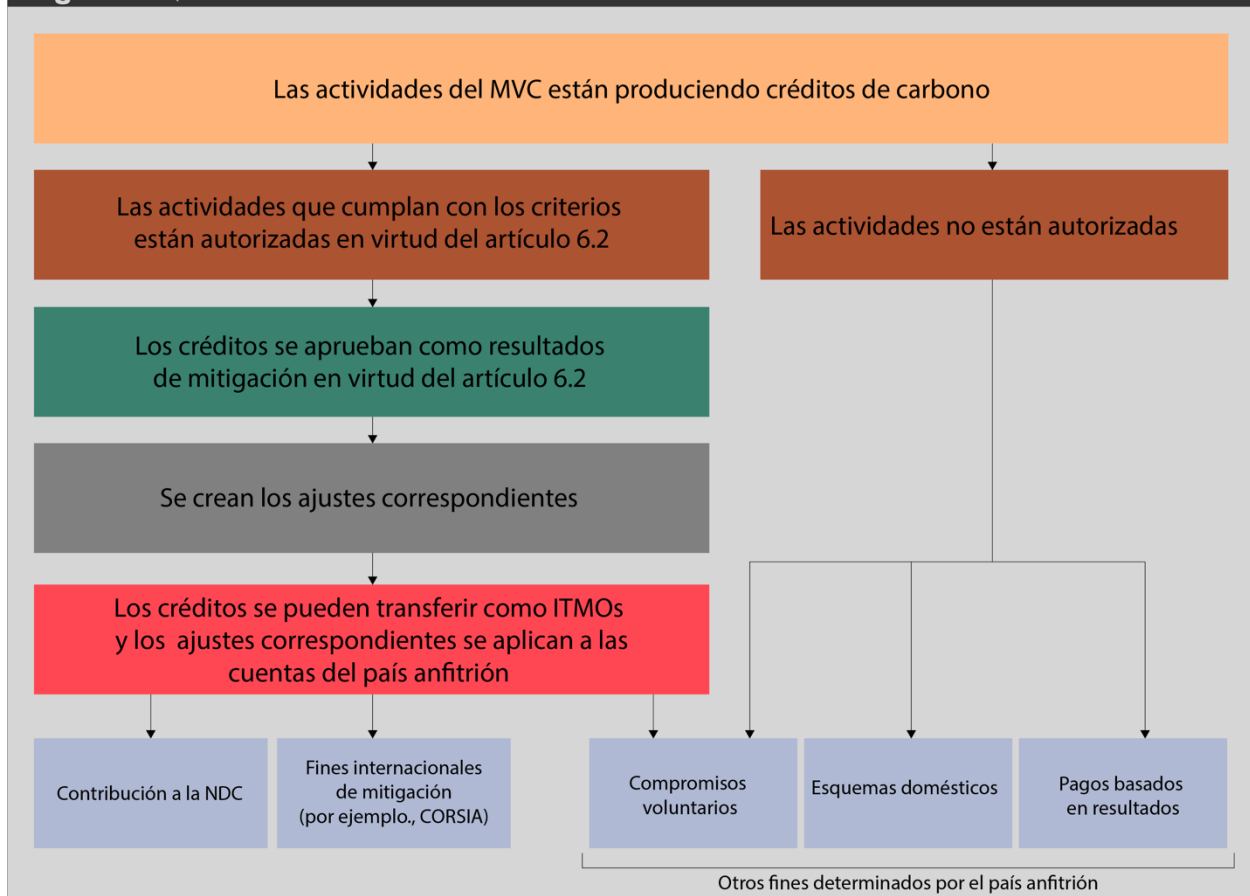 Las actividades del MVC están produciendo créditos de carbono
Las actividades que cumplan con los criterios
están autorizadas en virtud del artículo 6.2
Las actividades no están autorizadas
Los créditos se aprueban como resultados
de mitigación en virtud del artículo 6.2
Se crean los ajustes correspondientes
Los créditos se pueden transferir como ITMOs
y los ajustes correspondientes se aplican a las
cuentas del país anfitrión
Contribución a la NDC
Fines internacionales
de mitigación
(por ejemplo., CORSIA)
Compromisos
voluntarios
Esquemas domésticos
Pagos basados
en resultados
Otros fines determinados por el país anfitrión